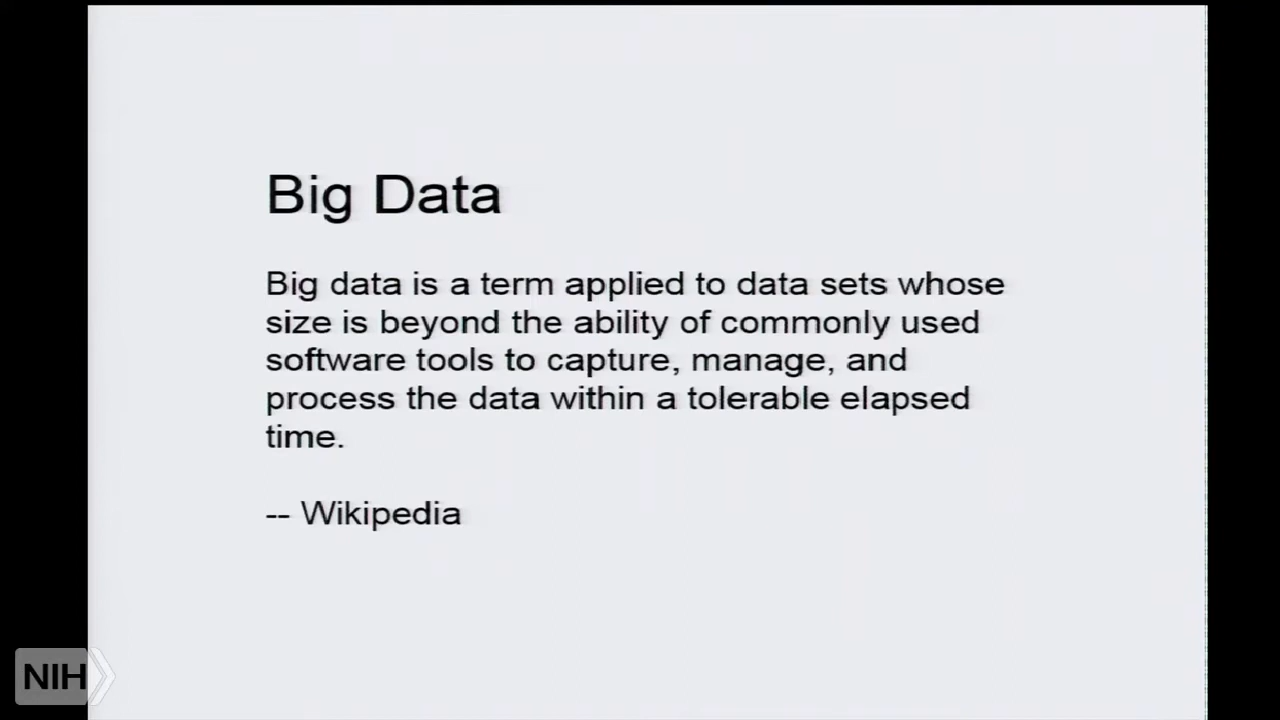 Big Data
Big data is a term applied to data sets whose
size is beyond the ability of commonly used
software tools to capture, manage, and
process the data within a tolerable elapsed
time.
-- Wikipedia
NIH